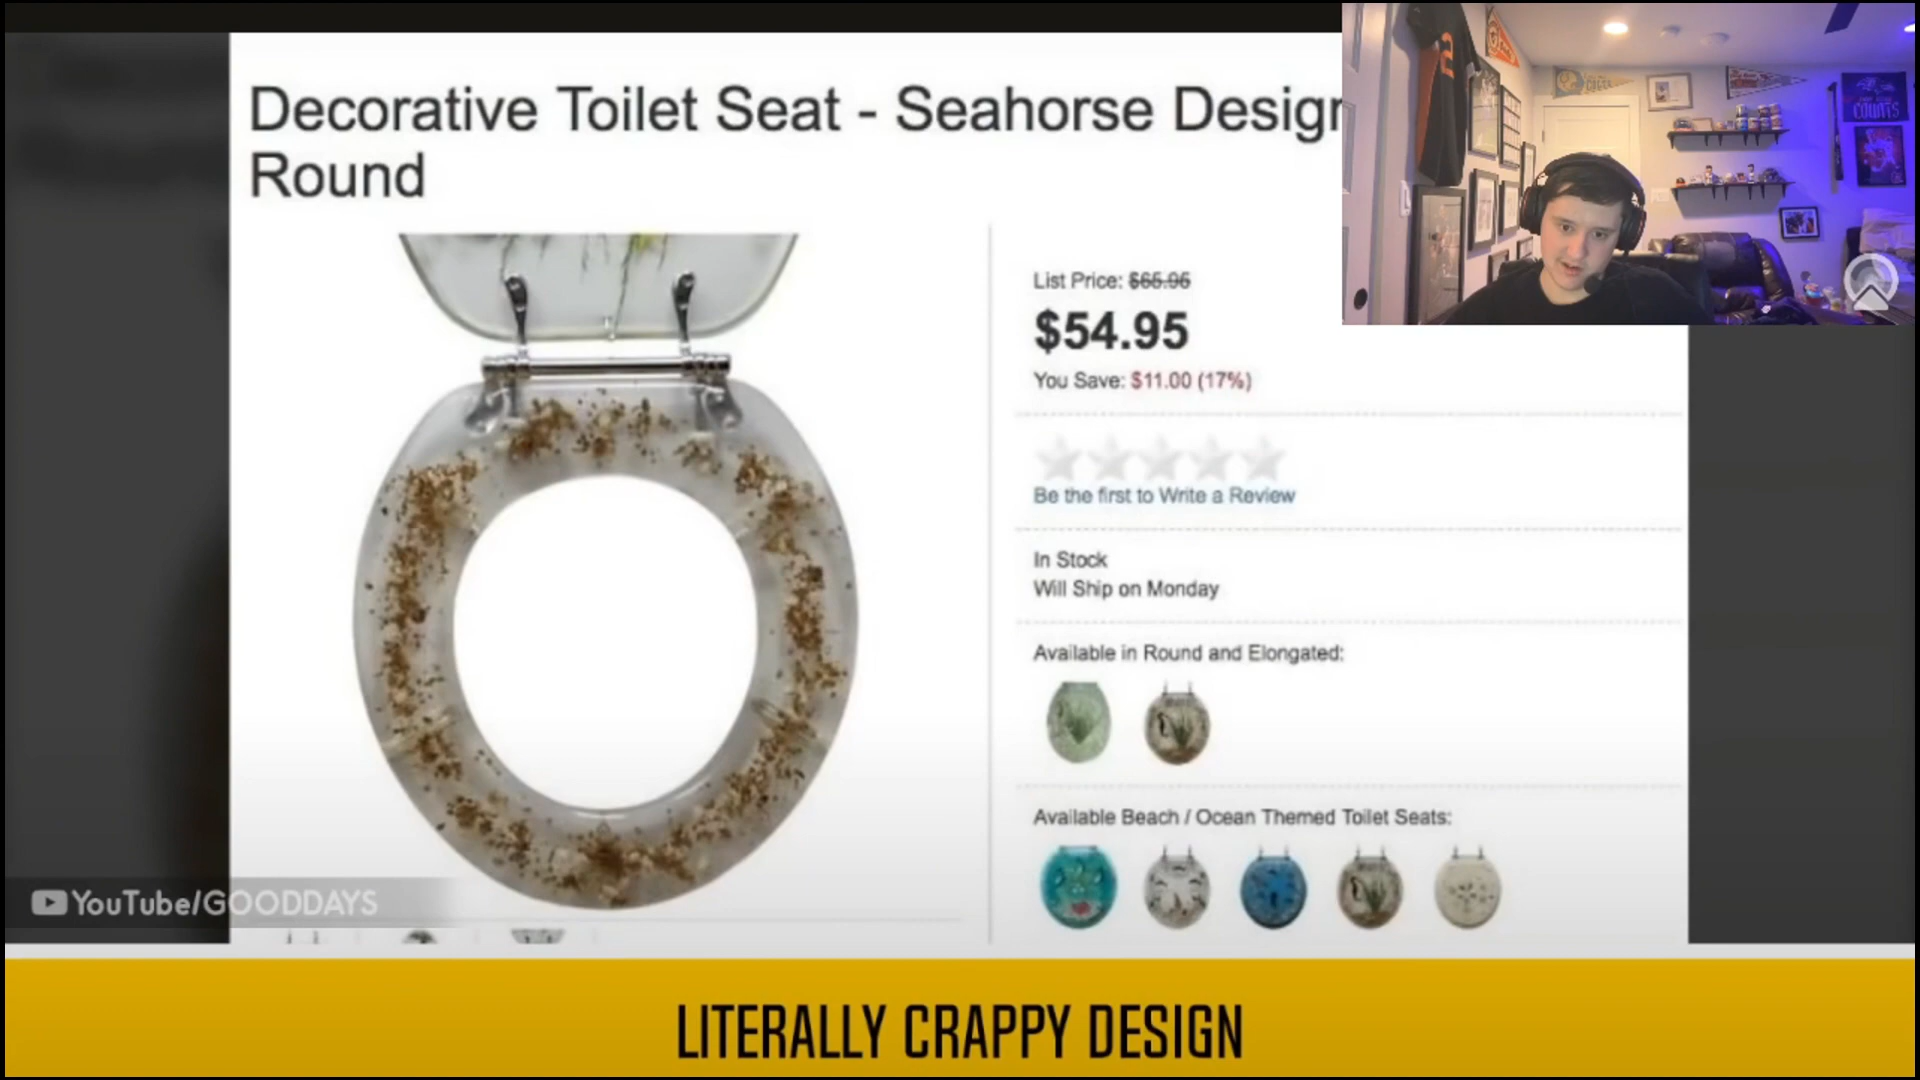 Decorative Toilet Seat - Seahorse Design
Round
List Price: $65.95
$54.95
You Save: $11.00 (17%)
Be the first to Write a Review
In Stock
Will Ship on Monday
Available in Round and Elongated:
Available Beach / Ocean Themed Toilet Seats:
YouTube/GOODDAYS
LITERALLY CRAPPY DESIGN
2
COUNTS